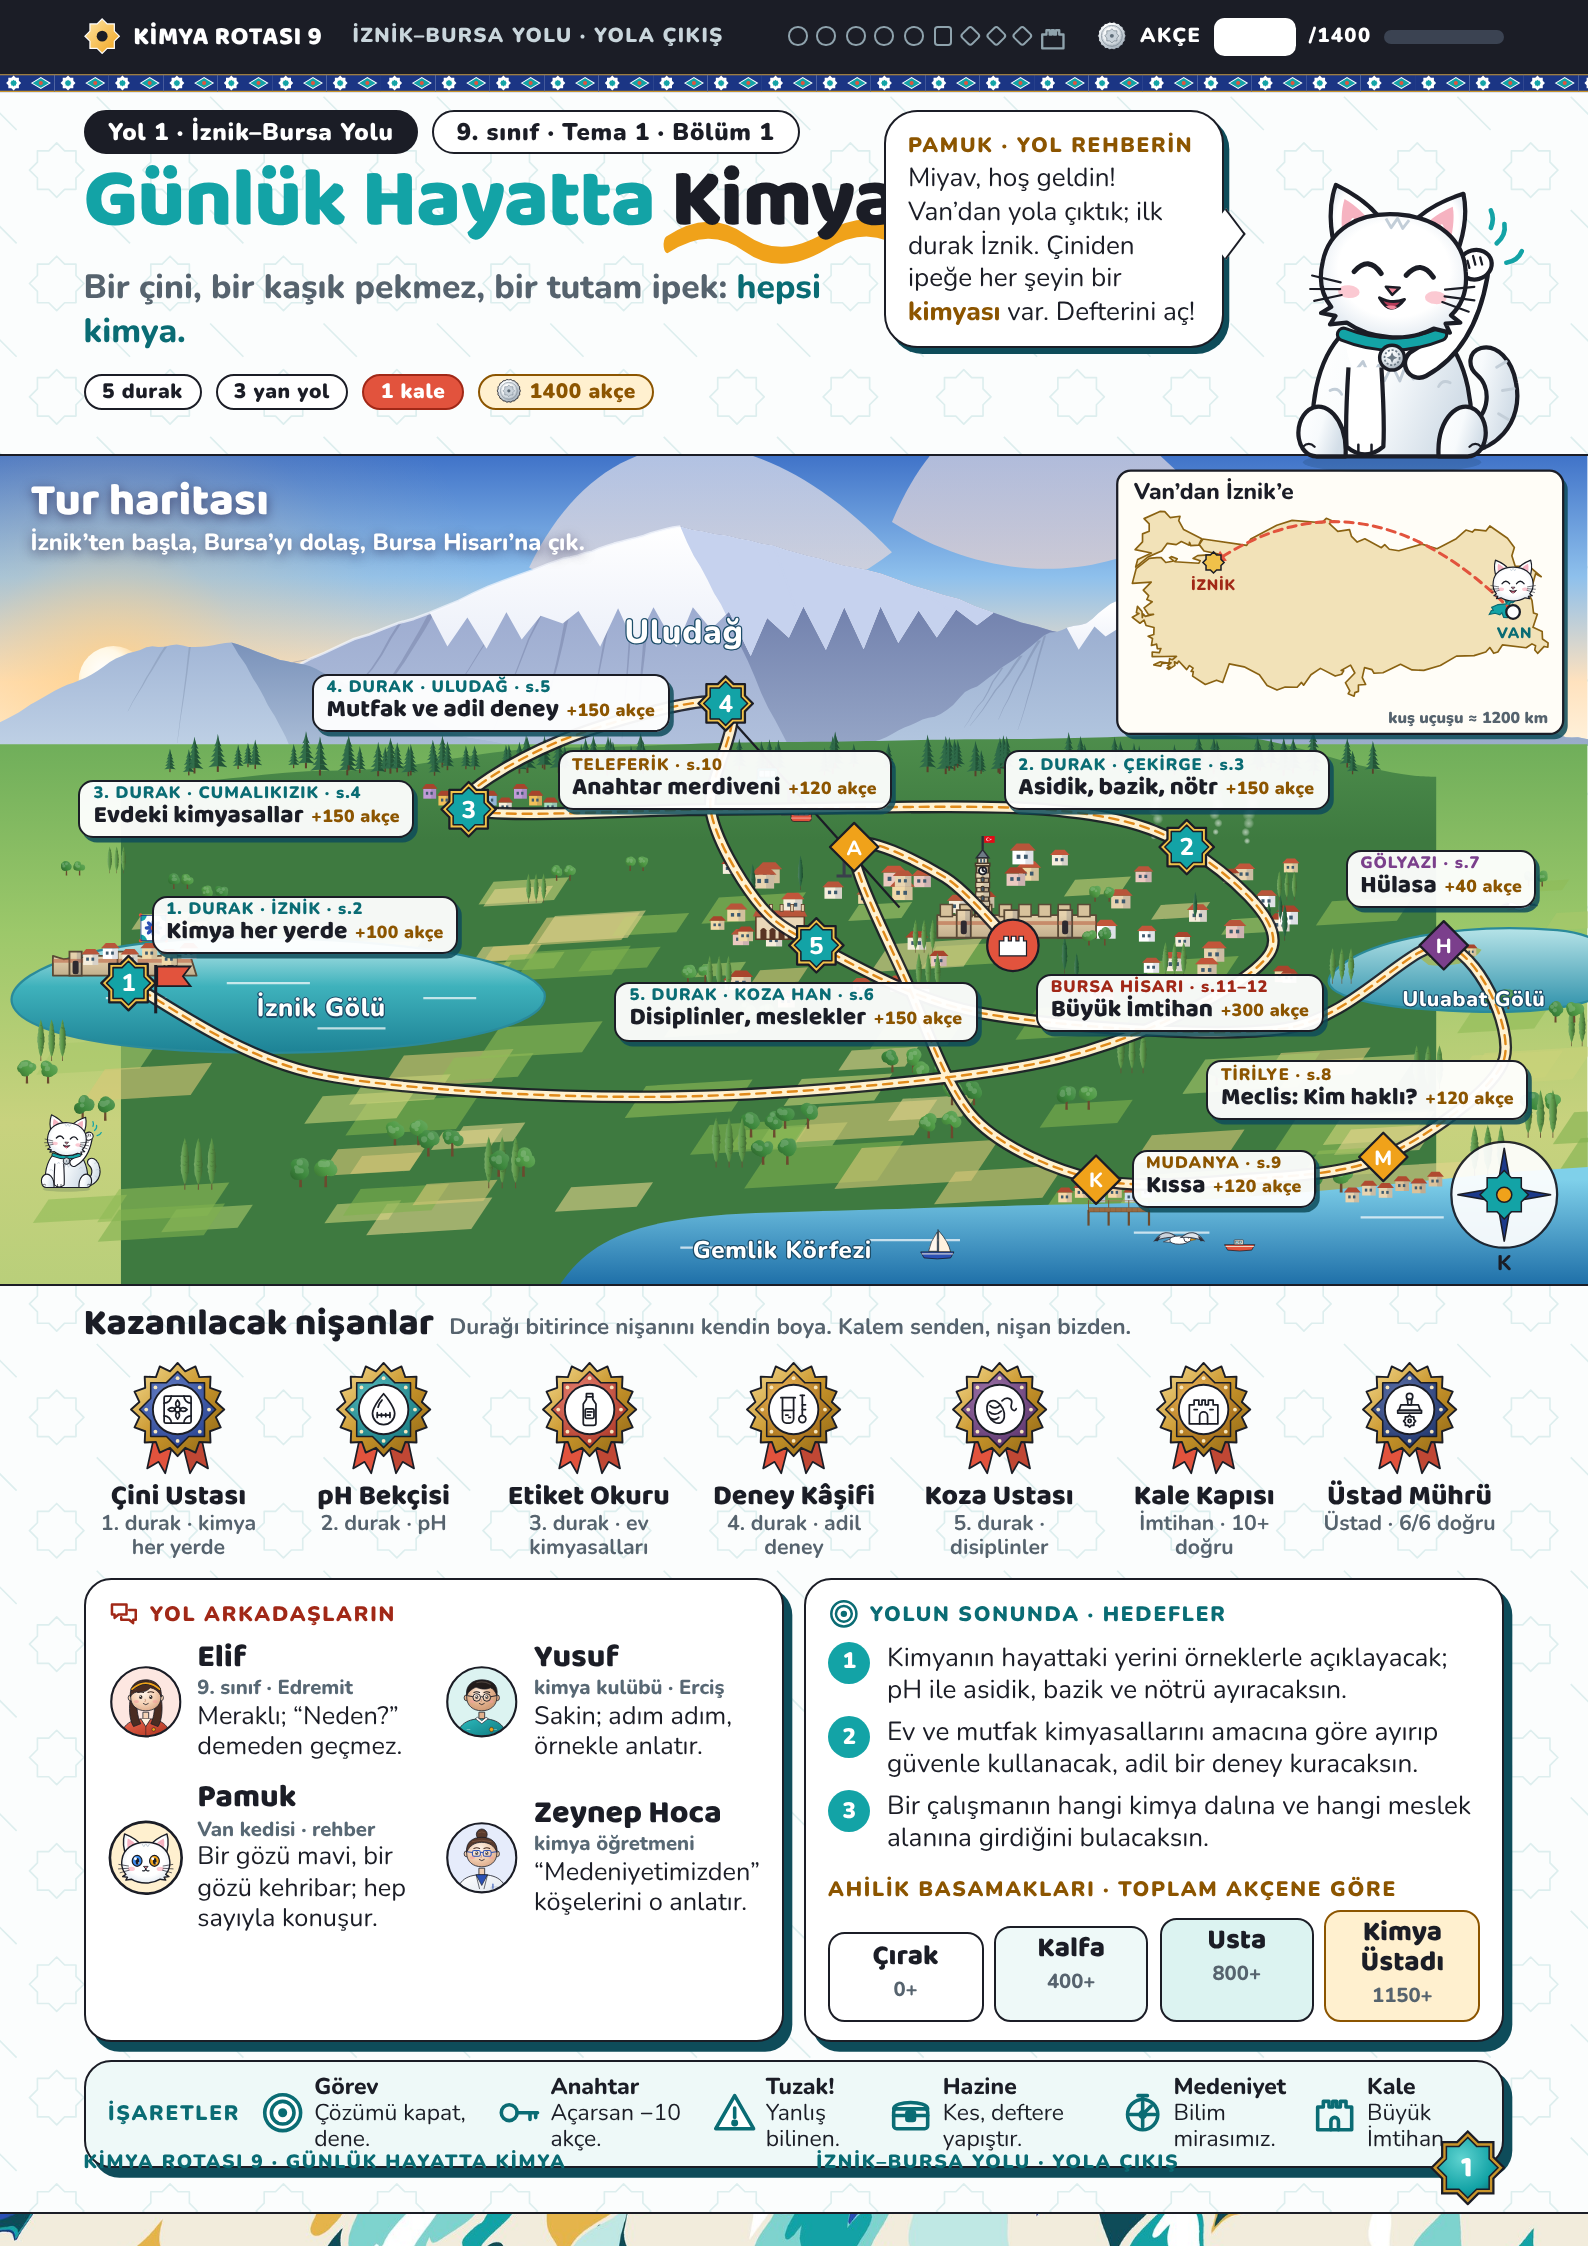 KİMYA ROTASI 9 İZNİK–BURSA YOLU · YOLA ÇIKIŞ AKÇE /1400
Yol 1 · İznik–Bursa Yolu 9. sınıf · Tema 1 · Bölüm 1
Günlük Hayatta Kimya
Bir çini, bir kaşık pekmez, bir tutam ipek: hepsi
kimya.
5 durak 3 yan yol 1 kale 1400 akçe
PAMUK · YOL REHBERİN
Miyav, hoş geldin!
Van’dan yola çıktık; ilk
durak İznik. Çiniden
ipeğe her şeyin bir
kimyası var. Defterini aç!
Tur haritası
İznik’ten başla, Bursa’yı dolaş, Bursa Hisarı’na çık.
Van’dan İznik’e
İZNİK
VAN
kuş uçuşu ≈ 1200 km
Uludağ
4. DURAK · ULUDAĞ · s.5
Mutfak ve adil deney +150 akçe
4
TELEFERİK · s.10
Anahtar merdiveni +120 akçe
2. DURAK · ÇEKİRGE · s.3
Asidik, bazik, nötr +150 akçe
3. DURAK · CUMALIKIZIK · s.4
Evdeki kimyasallar +150 akçe
3
A
2
GÖLYAZI · s.7
Hülasa +40 akçe
1. DURAK · İZNİK · s.2
Kimya her yerde +100 akçe
5
H
1
İznik Gölü
5. DURAK · KOZA HAN · s.6
Disiplinler, meslekler +150 akçe
BURSA HİSARI · s.11–12
Büyük İmtihan +300 akçe
Uluabat Gölü
TİRİLYE · s.8
Meclis: Kim haklı? +120 akçe
M
MUDANYA · s.9
Kıssa +120 akçe
K
Gemlik Körfezi
K
Kazanılacak nişanlar Durağı bitirince nişanını kendin boya. Kalem senden, nişan bizden.
Çini Ustası
1. durak · kimya
her yerde
pH Bekçisi
2. durak · pH
Etiket Okuru
3. durak · ev
kimyasalları
Deney Kâşifi
4. durak · adil
deney
Koza Ustası
5. durak ·
disiplinler
Kale Kapısı
İmtihan · 10+
doğru
Üstad Mührü
Üstad · 6/6 doğru
YOL ARKADAŞLARIN
Elif
9. sınıf · Edremit
Meraklı; “Neden?”
demeden geçmez.
Yusuf
kimya kulübü · Erciş
Sakin; adım adım,
örnekle anlatır.
Pamuk
Van kedisi · rehber
Bir gözü mavi, bir
gözü kehribar; hep
sayıyla konuşur.
Zeynep Hoca
kimya öğretmeni
“Medeniyetimizden”
köşelerini o anlatır.
YOLUN SONUNDA · HEDEFLER
1 Kimyanın hayattaki yerini örneklerle açıklayacak;
pH ile asidik, bazik ve nötrü ayıracaksın.
2 Ev ve mutfak kimyasallarını amacına göre ayırıp
güvenle kullanacak, adil bir deney kuracaksın.
3 Bir çalışmanın hangi kimya dalına ve hangi meslek
alanına girdiğini bulacaksın.
AHİLİK BASAMAKLARI · TOPLAM AKÇENE GÖRE
Çırak
0+
Kalfa
400+
Usta
800+
Kimya
Üstadı
1150+
İŞARETLER
Görev
Çözümü kapat,
dene.
Anahtar
Açarsan −10
akçe.
Tuzak!
Yanlış
bilinen.
Hazine
Kes, deftere
yapıştır.
Medeniyet
Bilim
mirasımız.
Kale
Büyük
İmtihan
KİMYA ROTASI 9 · GÜNLÜK HAYATTA KİMYA İZNİK–BURSA YOLU · YOLA ÇIKIŞ 1